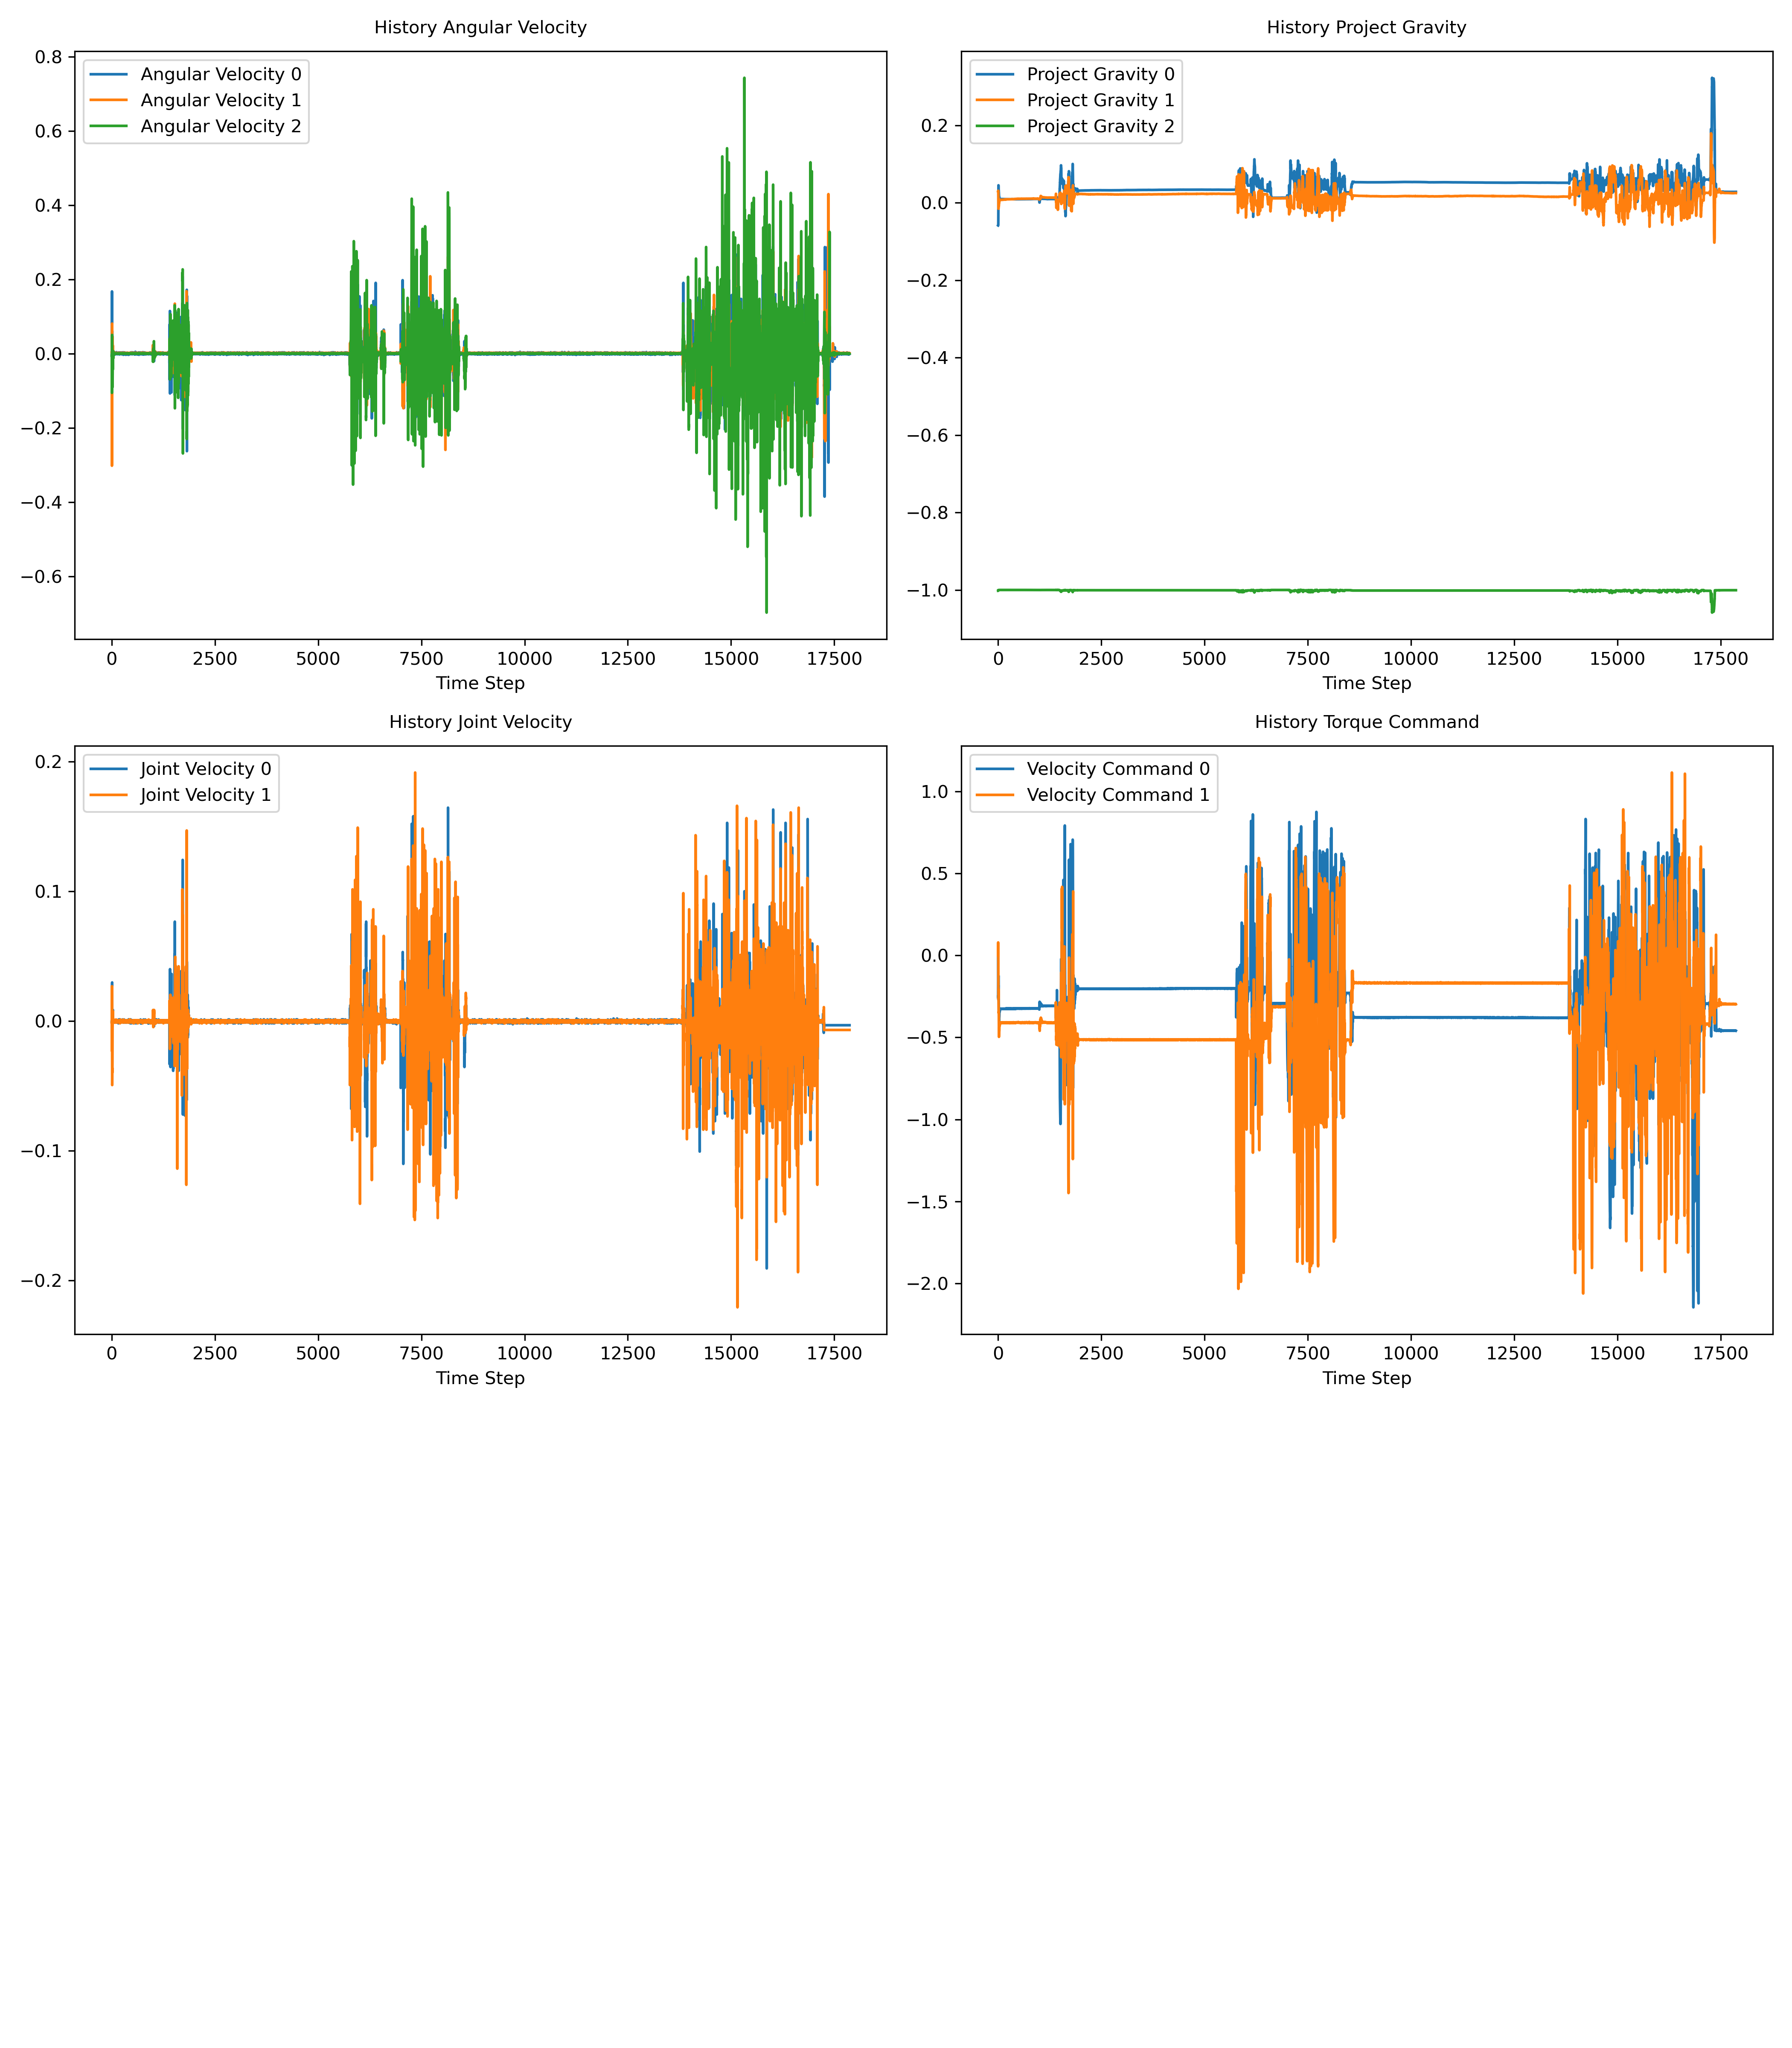 History Angular Velocity
Angular Velocity 0
Angular Velocity 1
Angular Velocity 2
0.8
0.6
0.4
0.2
0.0
−0.2
−0.4
−0.6
0 2500 5000 7500 10000 12500 15000 17500
Time Step
History Project Gravity
Project Gravity 0
Project Gravity 1
Project Gravity 2
0.2
0.0
−0.2
−0.4
−0.6
−0.8
−1.0
0 2500 5000 7500 10000 12500 15000 17500
Time Step
History Joint Velocity
Joint Velocity 0
Joint Velocity 1
0.2
0.1
0.0
−0.1
−0.2
0 2500 5000 7500 10000 12500 15000 17500
Time Step
History Torque Command
Velocity Command 0
Velocity Command 1
1.0
0.5
0.0
−0.5
−1.0
−1.5
−2.0
0 2500 5000 7500 10000 12500 15000 17500
Time Step